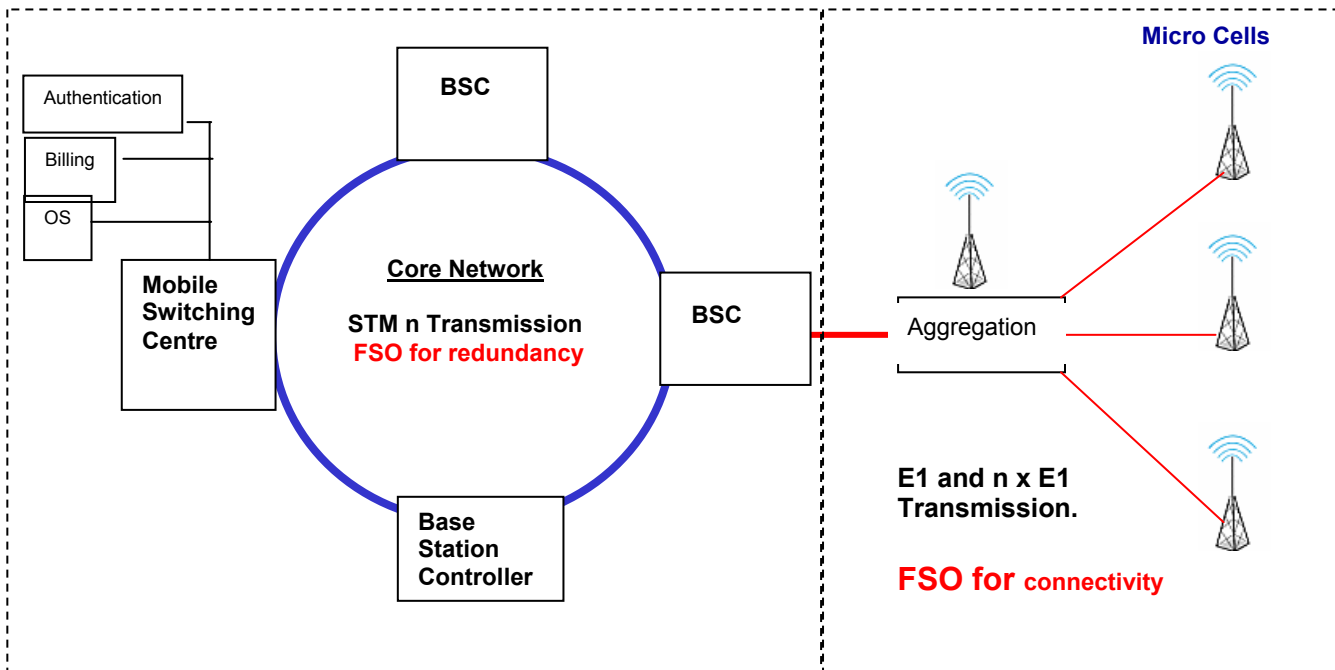 Authentication
Billing
OS
Mobile
Switching
Centre
BSC
Core Network
STM n Transmission
FSO for redundancy
BSC
Base
Station
Controller
Micro Cells
Aggregation
E1 and n x E1
Transmission.
FSO for connectivity